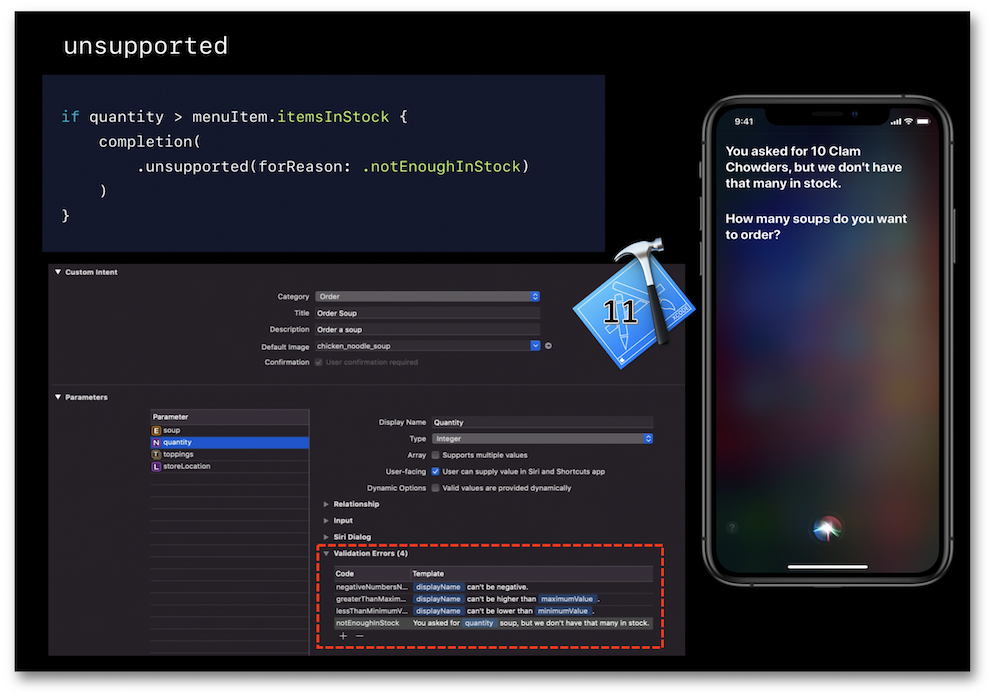 unsupported
if quantity > menuItem.itemsInStock {
completion(
.unsupported(forReason: .notEnoughInStock)
)
}
Custom Intent
Category Order
Title Order Soup
Description Order a soup
Default Image chicken_noodle_soup
Confirmation User confirmation required
Parameters
Parameter
E soup
N quantity
T toppings
L storeLocation
Display Name Quantity
Type Integer
Array Supports multiple values
User-facing User can supply value in Siri and Shortcuts app
Dynamic Options Valid values are provided dynamically
Relationship
Input
Siri Dialog
Validation Errors (4)
Code Template
negativeNumbersN... displayName can't be negative.
greaterThanMaxim... displayName can't be higher than maximumValue .
lessThanMinimumV... displayName can't be lower than minimumValue .
notEnoughInStock You asked for quantity soup, but we don't have that many in stock.
+ −
11
XCODE
9:41
You asked for 10 Clam
Chowders, but we don't have
that many in stock.
How many soups do you want
to order?
?